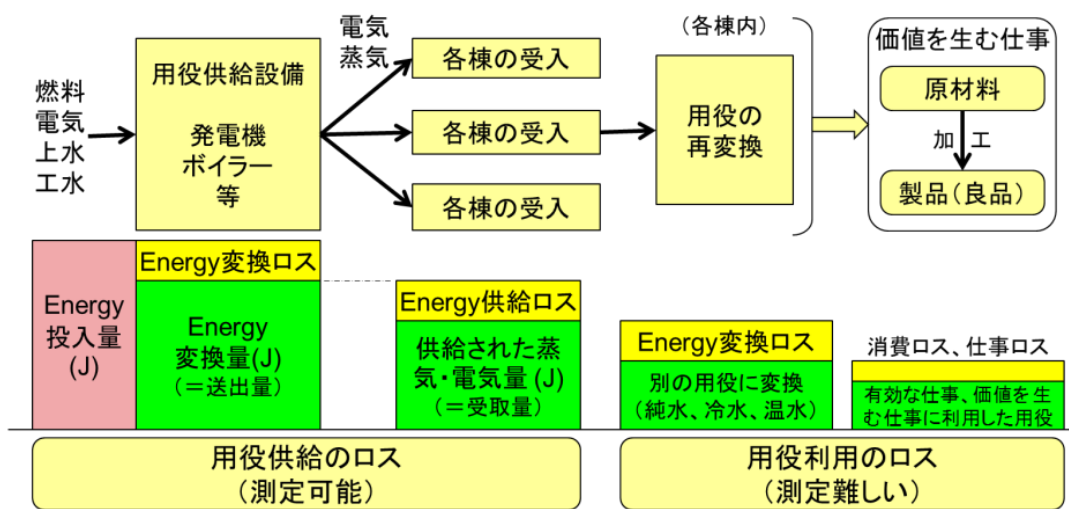 燃料
電気
上水
工水
用役供給設備
発電機
ボイラー
等
電気
蒸気
各棟の受入
各棟の受入
各棟の受入
(各棟内)
用役の
再変換
価値を生む仕事
原材料
加 工
製品(良品)
Energy
投入量
(J)
Energy変換ロス
Energy
変換量(J)
(=送出量)
Energy供給ロス
供給された蒸
気・電気量(J)
(=受取量)
Energy変換ロス
別の用役に変換
(純水、冷水、温水)
消費ロス、仕事ロス
有効な仕事、価値を生
む仕事に利用した用役
用役供給のロス
(測定可能)
用役利用のロス
(測定難しい)